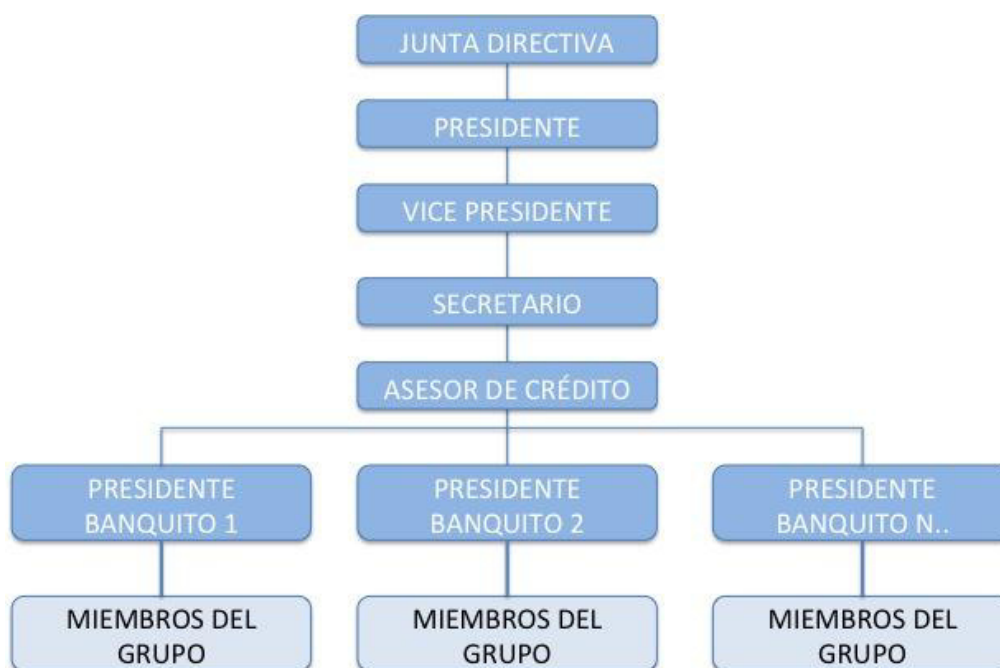 JUNTA DIRECTIVA
PRESIDENTE
VICE PRESIDENTE
SECRETARIO
ASESOR DE CRÉDITO
PRESIDENTE
BANQUITO 1
PRESIDENTE
BANQUITO 2
PRESIDENTE
BANQUITO N..
MIEMBROS DEL
GRUPO
MIEMBROS DEL
GRUPO
MIEMBROS DEL
GRUPO